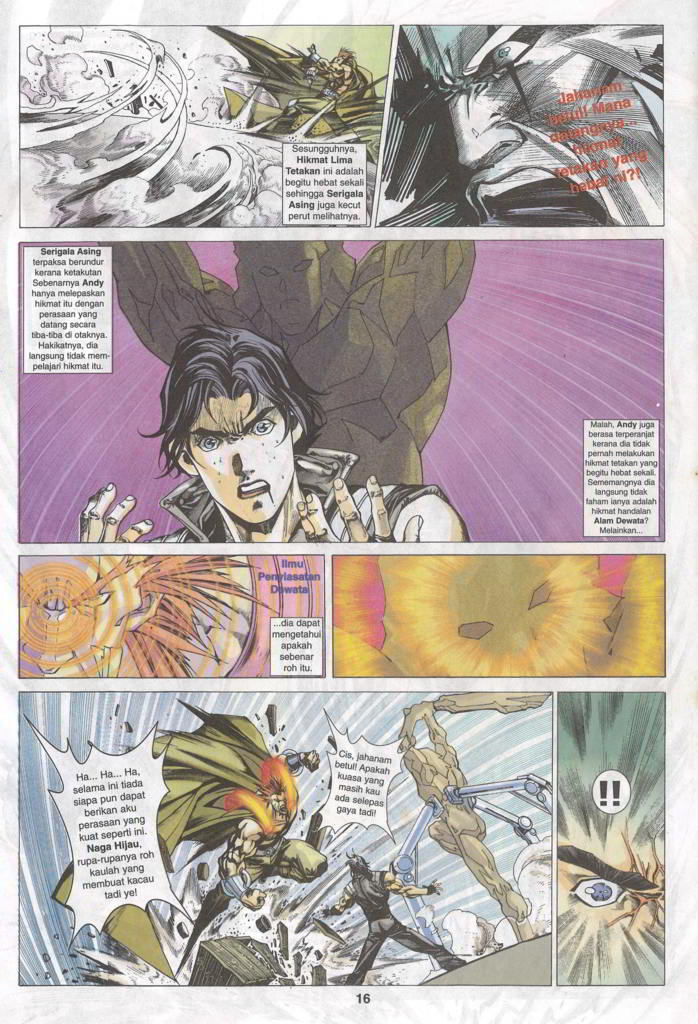 Sesungguhnya,
Hikmat Lima
Tetakan ini adalah
begitu hebat sekali
sehingga Serigala
Asing juga kecut
perut melihatnya.
Jahanam
betul! Mana
datangnya...
hikmat
tetakan yang
hebat ni!?!
Serigala Asing
terpaksa berundur
kerana ketakutan
Sebenarnya Andy
hanya melepaskan
hikmat itu dengan
perasaan yang
datang secara
tiba-tiba di otaknya.
Hakikatnya, dia
langsung tidak mem-
pelajari hikmat itu.
Malah, Andy juga
berasa terperanjat
kerana dia tidak
pernah melakukan
hikmat tetakan yang
begitu hebat sekali.
Sememangnya dia
langsung tidak
faham ianya adalah
hikmat handalan
Alam Dewata?
Melainkan...
Ilmu
Penyiasatan
Dewata
...dia dapat
mengetahui
apakah
sebenar
roh itu.
Ha... Ha... Ha,
selama ini tiada
siapa pun dapat
berikan aku
perasaan yang
kuat seperti ini.
Naga Hijau,
rupa-rupanya roh
kaulah yang
membuat kacau
tadi ye!
Cis, jahanam
betul! Apakah
kuasa yang
masih kau
ada selepas
gaya tadi!
!!
16